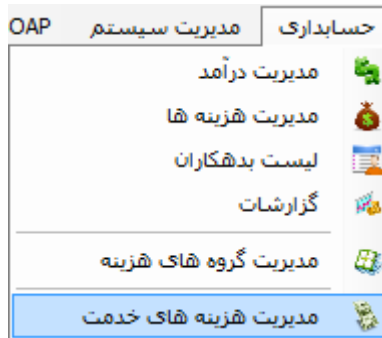 حسابداری مدیریت سیستم OAP
مدیریت درآمد
مدیریت هزینه ها
لیست بدهکاران
گزارشات
مدیریت گروه های هزینه
مدیریت هزینه های خدمت